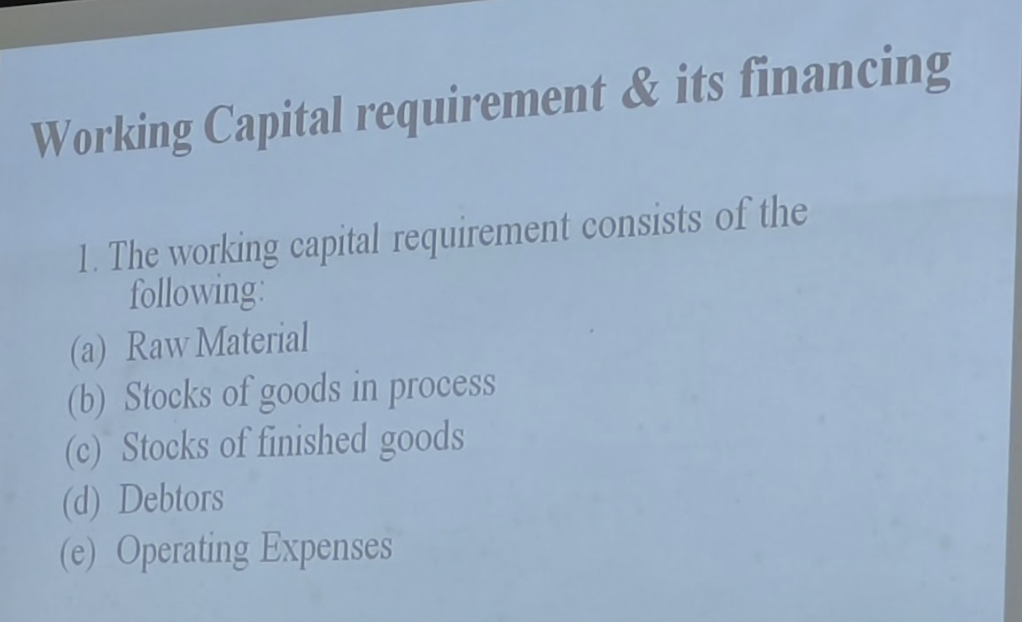 Working Capital requirement & its financing
1. The working capital requirement consists of the
following:
(a) Raw Material
(b) Stocks of goods in process
(c) Stocks of finished goods
(d) Debtors
(e) Operating Expenses